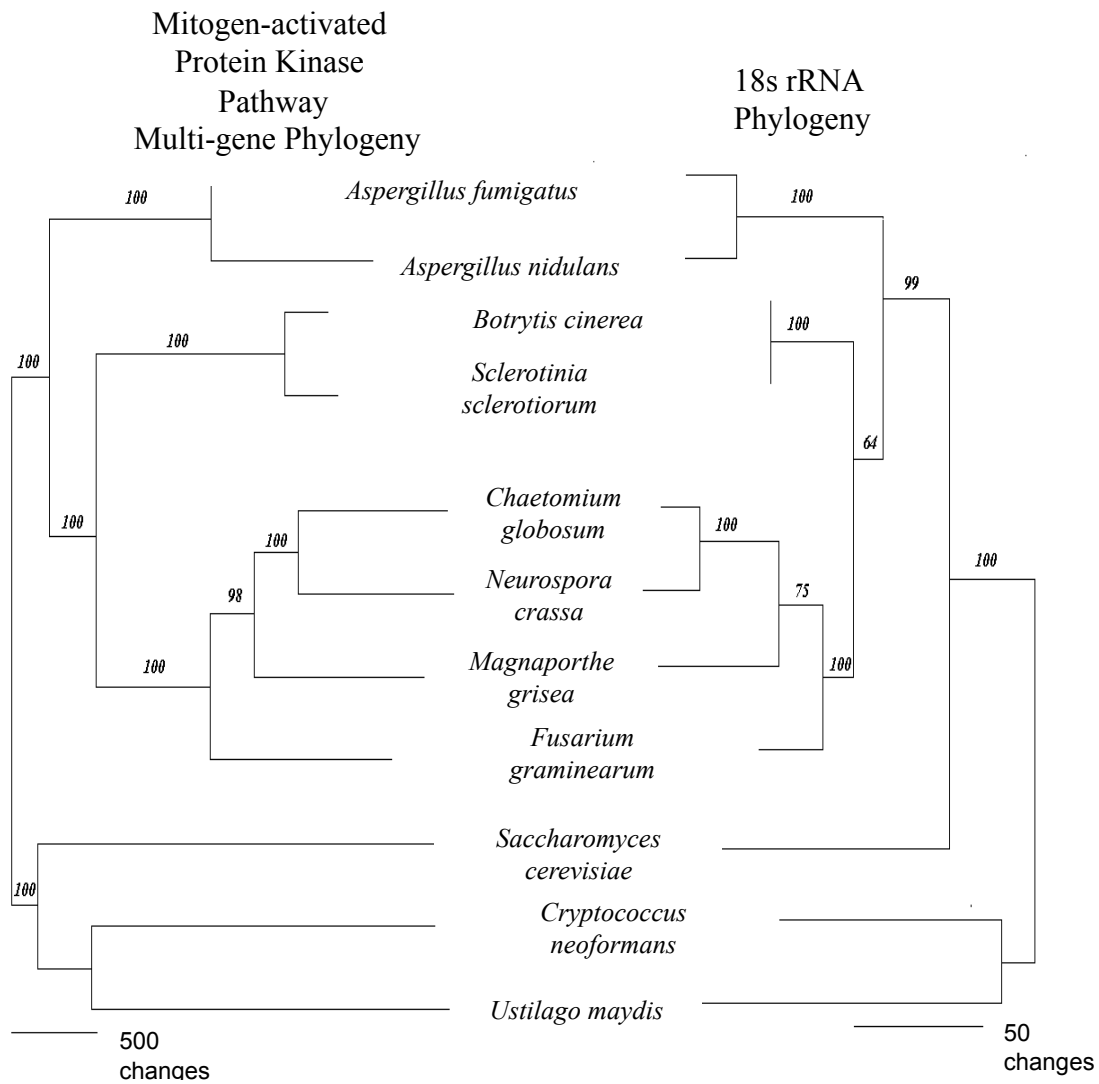 Mitogen-activated
Protein Kinase
Pathway
Multi-gene Phylogeny
18s rRNA
Phylogeny
100
Aspergillus fumigatus
100
Aspergillus nidulans
99
Botrytis cinerea
100
100
100
Sclerotinia
sclerotiorum
64
Chaetomium
globosum
100
100
100
100
Neurospora
crassa
98
75
Magnaporthe
grisea
100
100
Fusarium
graminearum
Saccharomyces
cerevisiae
100
Cryptococcus
neoformans
Ustilago maydis
500
changes
50
changes